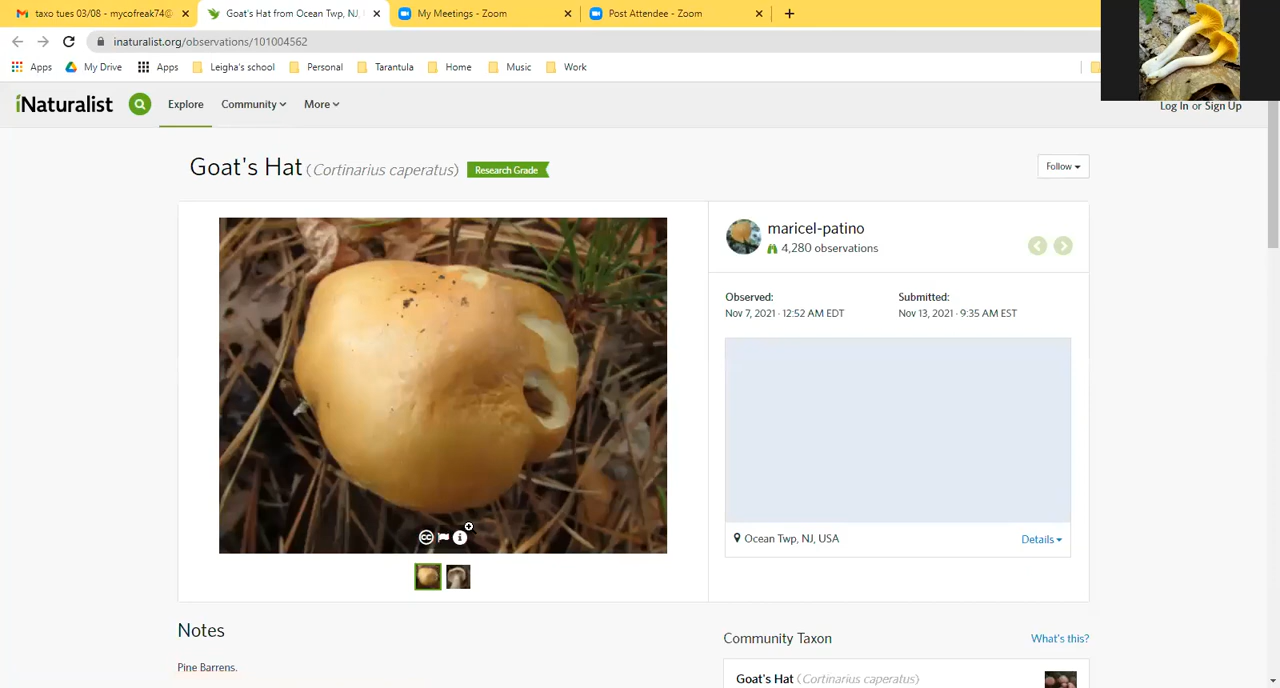 taxo tues 03/08 - mycofreak74@
Goat's Hat from Ocean Twp, NJ,
My Meetings - Zoom
Post Attendee - Zoom
inaturalist.org/observations/101004562
Apps My Drive Apps Leigha's school Personal Tarantula Home Music Work
iNaturalist Explore Community More Log In or Sign Up
Goat's Hat (Cortinarius caperatus) Research Grade Follow
maricel-patino
4,280 observations
Observed: Submitted:
Nov 7, 2021 · 12:52 AM EDT Nov 13, 2021 · 9:35 AM EST
cc i
Ocean Twp, NJ, USA Details
Notes
Pine Barrens.
Community Taxon What's this?
Goat's Hat (Cortinarius caperatus)